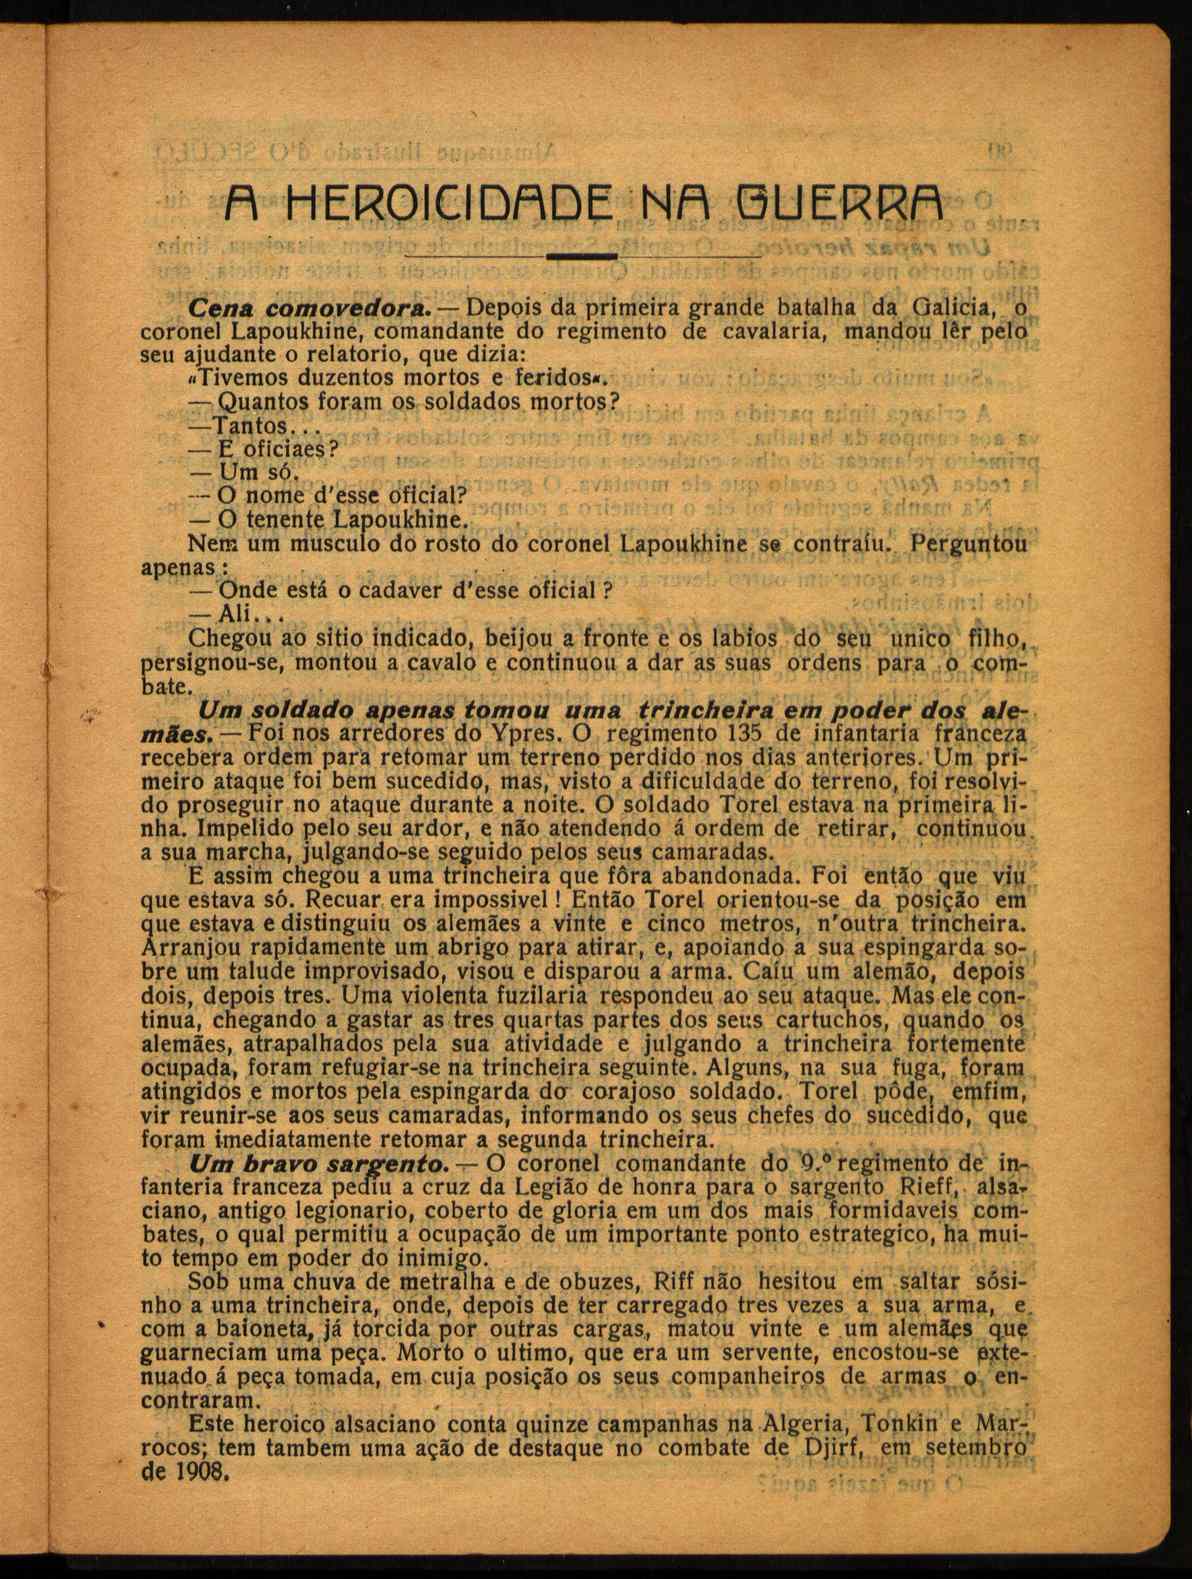 A HEROICIDADE NA GUERRA
Cena comovedora. — Depois da primeira grande batalha da Galicia, o
coronel Lapoukhine, comandante do regimento de cavalaria, mandou lêr pelo
seu ajudante o relatorio, que dizia:
«Tivemos duzentos mortos e feridos«.
— Quantos foram os soldados mortos?
—Tantos...
— E oficiaes?
— Um só.
— O nome d'esse oficial?
— O tenente Lapoukhine.
Nem um musculo do rosto do coronel Lapoukhine se contraíu. Perguntou
apenas :
— Onde está o cadaver d'esse oficial ?
— Ali...
Chegou ao sitio indicado, beijou a fronte e os labios do seu unico filho,
persignou-se, montou a cavalo e continuou a dar as suas ordens para o com-
bate.
Um soldado apenas tomou uma trincheira em poder dos ale-
mães. — Foi nos arredores do Ypres. O regimento 135 de infantaria franceza
recebera ordem para retomar um terreno perdido nos dias anteriores. Um pri-
meiro ataque foi bem sucedido, mas, visto a dificuldade do terreno, foi resolvi-
do proseguir no ataque durante a noite. O soldado Torel estava na primeira li-
nha. Impelido pelo seu ardor, e não atendendo á ordem de retirar, continuou
a sua marcha, julgando-se seguido pelos seus camaradas.
E assim chegou a uma trincheira que fôra abandonada. Foi então que viu
que estava só. Recuar era impossivel ! Então Torel orientou-se da posição em
que estava e distinguiu os alemães a vinte e cinco metros, n'outra trincheira.
Arranjou rapidamente um abrigo para atirar, e, apoiando a sua espingarda so-
bre um talude improvisado, visou e disparou a arma. Caíu um alemão, depois
dois, depois tres. Uma violenta fuzilaria respondeu ao seu ataque. Mas ele con-
tinua, chegando a gastar as tres quartas partes dos seus cartuchos, quando os
alemães, atrapalhados pela sua atividade e julgando a trincheira fortemente
ocupada, foram refugiar-se na trincheira seguinte. Alguns, na sua fuga, foram
atingidos e mortos pela espingarda do corajoso soldado. Torel pôde, emfim,
vir reunir-se aos seus camaradas, informando os seus chefes do sucedido, que
foram imediatamente retomar a segunda trincheira.
Um bravo sargento. — O coronel comandante do 9.º regimento de in-
fanteria franceza pediu a cruz da Legião de honra para o sargento Rieff, alsa-
ciano, antigo legionario, coberto de gloria em um dos mais formidaveis com-
bates, o qual permitiu a ocupação de um importante ponto estrategico, ha mui-
to tempo em poder do inimigo.
Sob uma chuva de metralha e de obuzes, Riff não hesitou em saltar sósi-
nho a uma trincheira, onde, depois de ter carregado tres vezes a sua arma, e
com a baioneta, já torcida por outras cargas, matou vinte e um alemães que
guarneciam uma peça. Morto o ultimo, que era um servente, encostou-se exte-
nuado á peça tomada, em cuja posição os seus companheiros de armas o en-
contraram.
Este heroico alsaciano conta quinze campanhas na Algeria, Tonkin e Mar-
rocos; tem tambem uma ação de destaque no combate de Djirf, em setembro
de 1908.